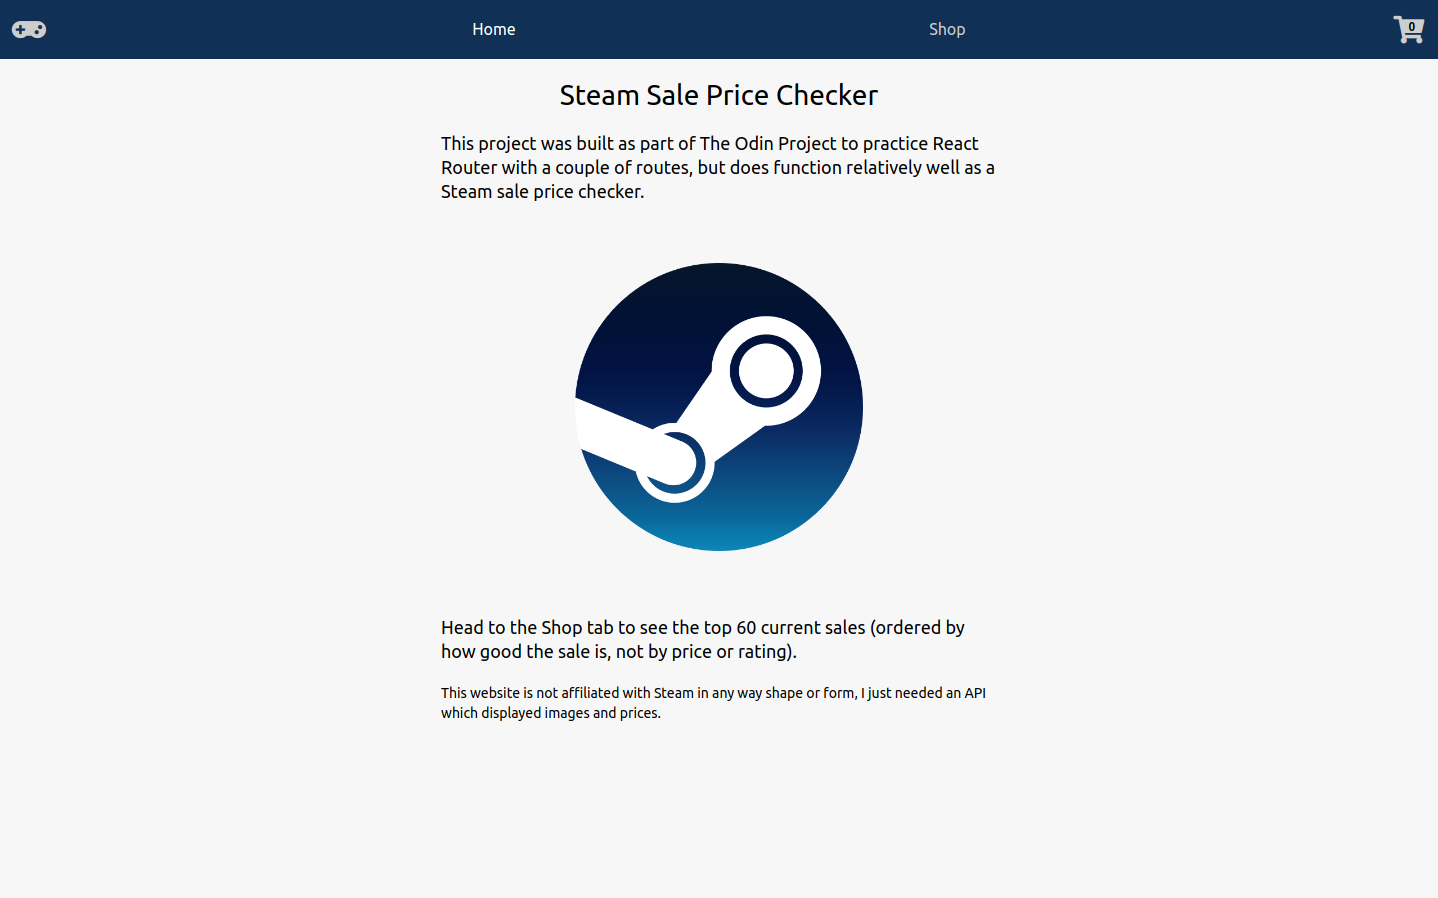 Home
Shop
0
Steam Sale Price Checker
This project was built as part of The Odin Project to practice React
Router with a couple of routes, but does function relatively well as a
Steam sale price checker.
Head to the Shop tab to see the top 60 current sales (ordered by
how good the sale is, not by price or rating).
This website is not affiliated with Steam in any way shape or form, I just needed an API
which displayed images and prices.